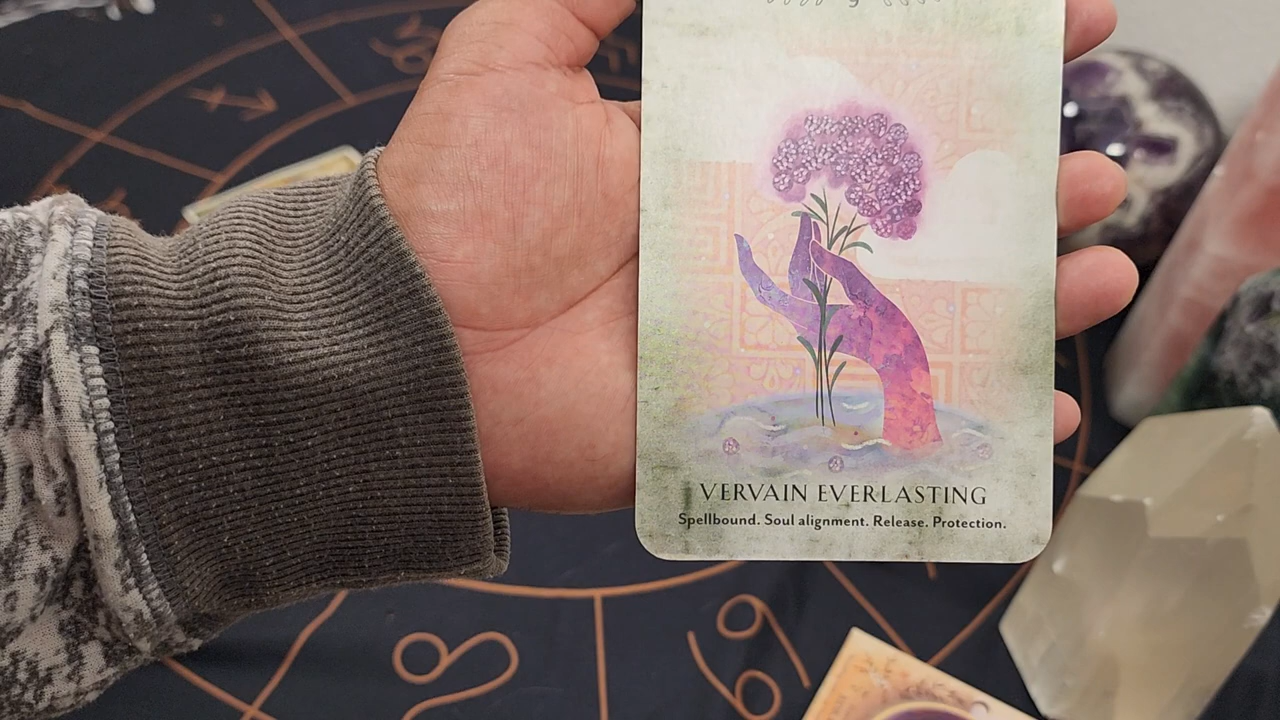 VERVAIN EVERLASTING
Spellbound. Soul alignment. Release. Protection.